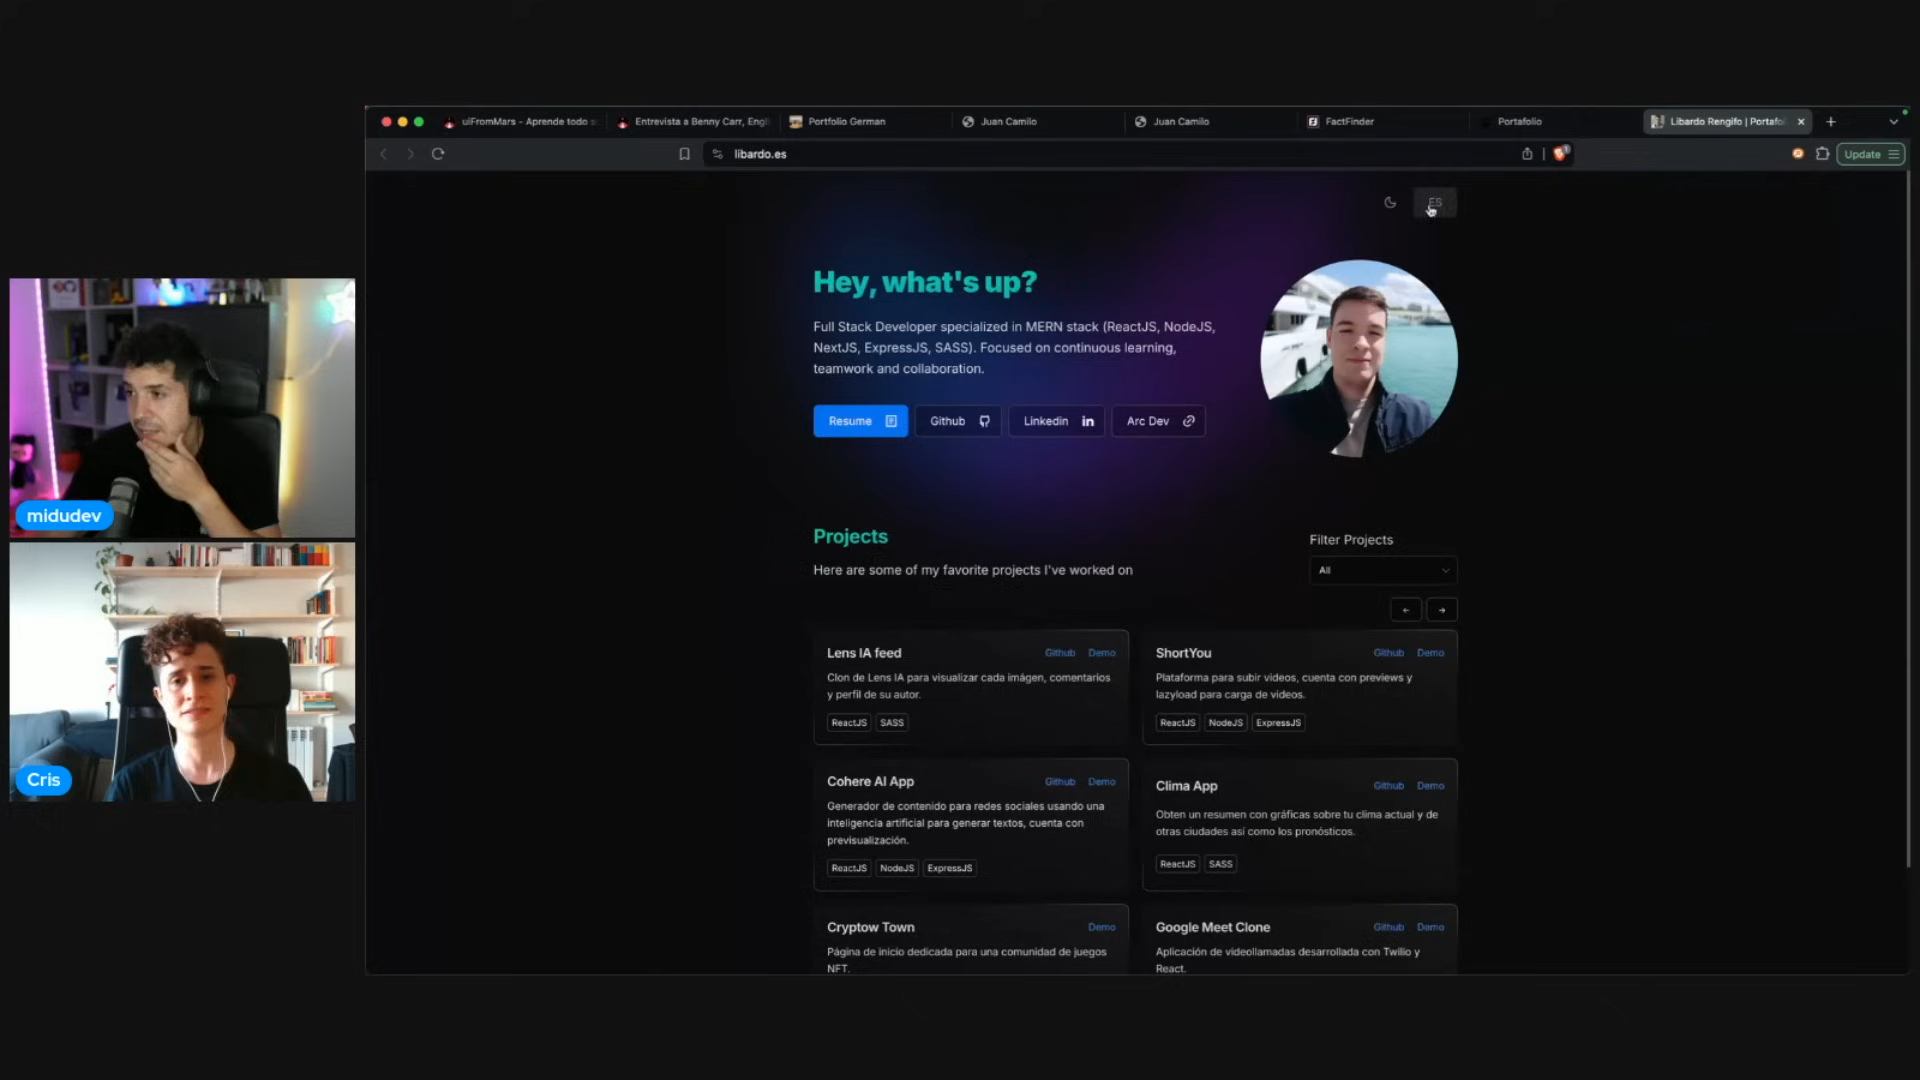 uiFromMars - Aprende todo s
Entrevista a Benny Carr, Engli
Portfolio German
Juan Camilo
Juan Camilo
FactFinder
Portafolio
Libardo Rengifo | Portafol
libardo.es
Update
ES
Hey, what's up?
Full Stack Developer specialized in MERN stack (ReactJS, NodeJS,
NextJS, ExpressJS, SASS). Focused on continuous learning,
teamwork and collaboration.
Resume
Github
Linkedin
in
Arc Dev
midudev
Cris
Projects
Here are some of my favorite projects I've worked on
Filter Projects
All
Lens IA feed
Github Demo
Clon de Lens IA para visualizar cada imágen, comentarios
y perfil de su autor.
ReactJS SASS
ShortYou
Github Demo
Plataforma para subir videos, cuenta con previews y
lazyload para carga de videos.
ReactJS NodeJS ExpressJS
Cohere AI App
Github Demo
Generador de contenido para redes sociales usando una
inteligencia artificial para generar textos, cuenta con
previsualización.
ReactJS NodeJS ExpressJS
Clima App
Github Demo
Obten un resumen con gráficas sobre tu clima actual y de
otras ciudades así como los pronósticos.
ReactJS SASS
Cryptow Town
Demo
Página de inicio dedicada para una comunidad de juegos
NFT.
Google Meet Clone
Github Demo
Aplicación de videollamadas desarrollada con Twilio y
React.